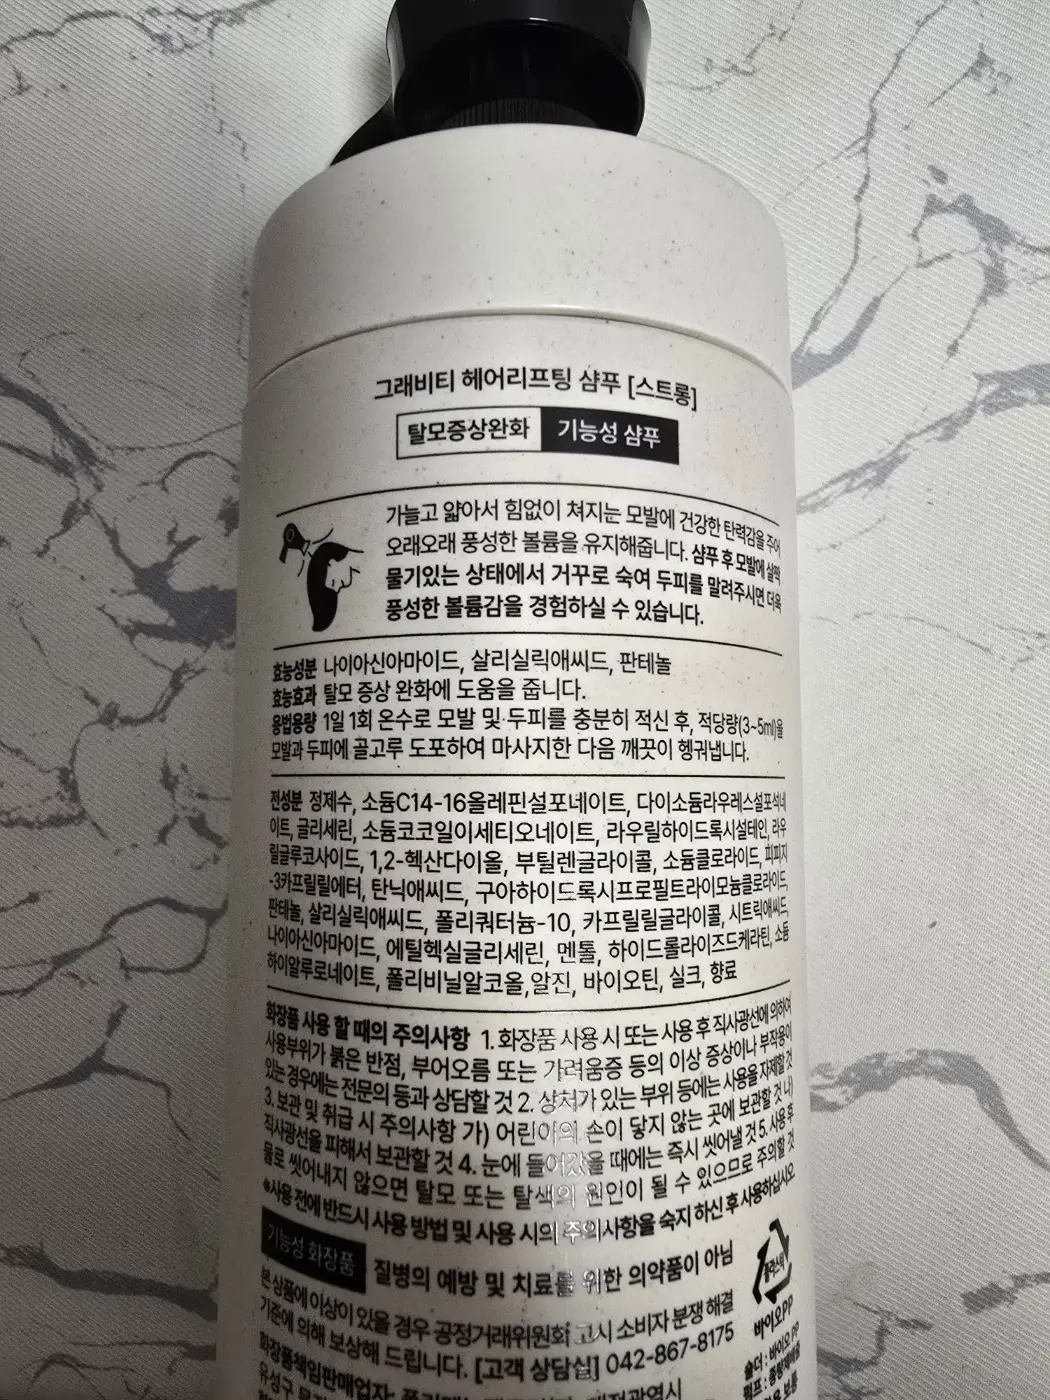 그래비티 헤어리프팅 샴푸 [스트롱]
탈모증상완화 기능성 샴푸
가늘고 얇아서 힘없이 쳐지는 모발에 건강한 탄력감을 주어
오래오래 풍성한 볼륨을 유지해줍니다. 샴푸 후 모발에 살짝
물기있는 상태에서 거꾸로 숙여 두피를 말려주시면 더욱
풍성한 볼륨감을 경험하실 수 있습니다.
효능성분 나이아신아마이드, 살리실릭애씨드, 판테놀
효능효과 탈모 증상 완화에 도움을 줍니다.
용법용량 1일 1회 온수로 모발 및 두피를 충분히 적신 후, 적당량(3~5ml)을
모발과 두피에 골고루 도포하여 마사지한 다음 깨끗이 헹궈냅니다.
전성분 정제수, 소듐C14-16올레핀설포네이트, 다이소듐라우레스설포석네
이트, 글리세린, 소듐코코일이세티오네이트, 라우릴하이드록시설테인, 라우
릴글루코사이드, 1,2-헥산다이올, 부틸렌글라이콜, 소듐클로라이드, 피피지
-3카프릴릴에터, 탄닉애씨드, 구아하이드록시프로필트라이모늄클로라이드,
판테놀, 살리실릭애씨드, 폴리쿼터늄-10, 카프릴릴글라이콜, 시트릭애씨드,
나이아신아마이드, 에틸헥실글리세린, 멘톨, 하이드롤라이즈드케라틴, 소듐
하이알루로네이트, 폴리비닐알코올,알진, 바이오틴, 실크, 향료
화장품 사용 할 때의 주의사항 1. 화장품 사용 시 또는 사용 후 직사광선에 의하여
사용부위가 붉은 반점, 부어오름 또는 가려움증 등의 이상 증상이나 부작용이
있는 경우에는 전문의 등과 상담할 것 2. 상처가 있는 부위 등에는 사용을 자제할 것
3. 보관 및 취급 시 주의사항 가) 어린이의 손이 닿지 않는 곳에 보관할 것 나)
직사광선을 피해서 보관할 것 4. 눈에 들어갔을 때에는 즉시 씻어낼 것 5. 사용 후
물로 씻어내지 않으면 탈모 또는 탈색의 원인이 될 수 있으므로 주의할 것
※사용 전에 반드시 사용 방법 및 사용 시의 주의사항을 숙지 하신 후 사용하십시오
기능성 화장품 질병의 예방 및 치료를 위한 의약품이 아님
본 상품에 이상이 있을 경우 공정거래위원회 고시 소비자 분쟁 해결
기준에 의해 보상해 드립니다. [고객 상담실] 042-867-8175
화장품책임판매업자: 대전광역시
유성구
플라스틱
바이오PP
숄더 : 바이오 PP
펌프 :